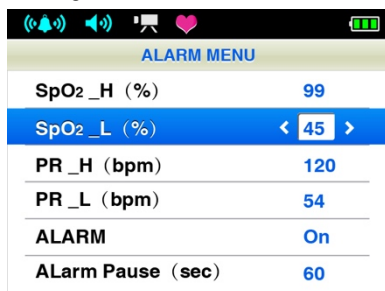 ALARM MENU
SpO₂ _H (%) 99
SpO₂ _L (%) < 45 >
PR _H (bpm) 120
PR _L (bpm) 54
ALARM On
ALarm Pause (sec) 60